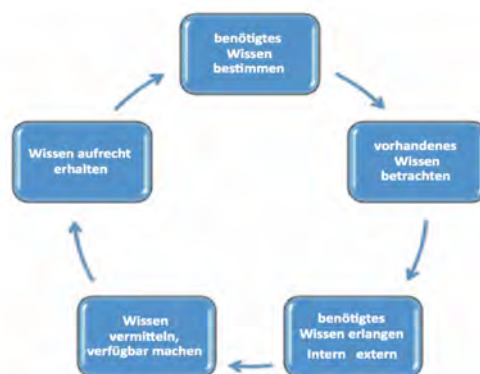 benötigtes
Wissen
bestimmen
vorhandenes
Wissen
betrachten
benötigtes
Wissen erlangen
Intern extern
Wissen
vermitteln,
verfügbar machen
Wissen aufrecht
erhalten